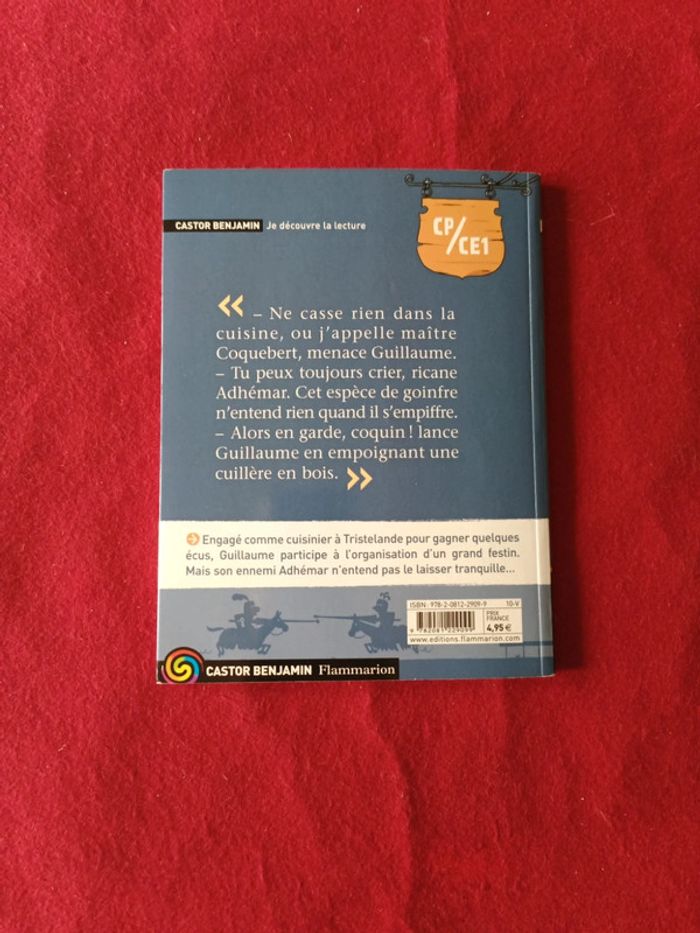 CASTOR BENJAMIN Je découvre la lecture
CP/
CE1
« – Ne casse rien dans la
cuisine, ou j'appelle maître
Coquebert, menace Guillaume.
– Tu peux toujours crier, ricane
Adhémar. Cet espèce de goinfre
n'entend rien quand il s'empiffre.
– Alors en garde, coquin ! lance
Guillaume en empoignant une
cuillère en bois. »
Engagé comme cuisinier à Tristelande pour gagner quelques
écus, Guillaume participe à l'organisation d'un grand festin.
Mais son ennemi Adhémar n'entend pas le laisser tranquille...
ISBN : 978-2-0812-2909-9 10-V
PRIX
FRANCE
4,95 €
9 782081 229099
www.editions.flammarion.com
CASTOR BENJAMIN Flammarion